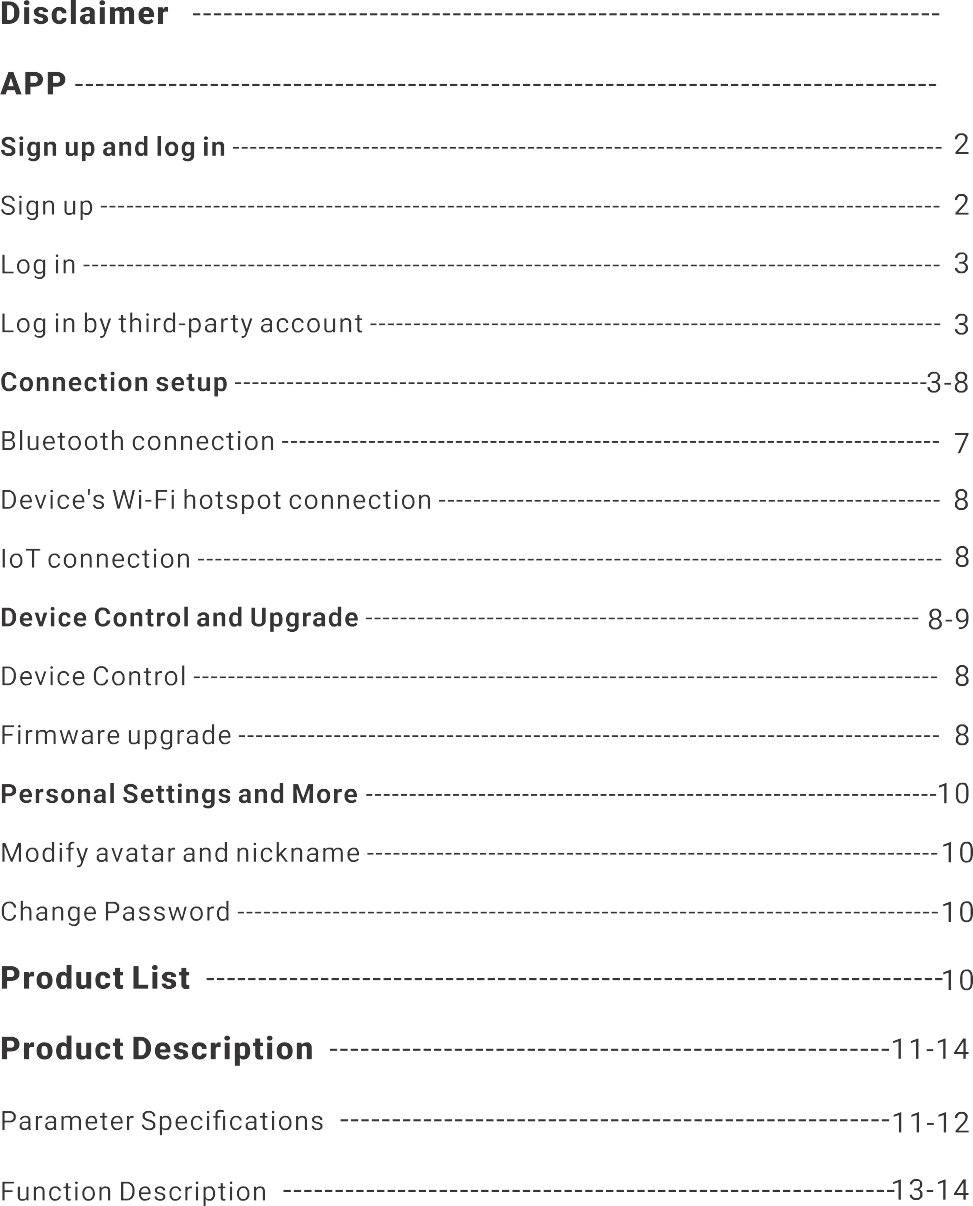 Disclaimer --------------------------------------------------------------------
APP --------------------------------------------------------------------
Sign up and log in -------------------------------------------------------------------- 2
Sign up -------------------------------------------------------------------- 2
Log in -------------------------------------------------------------------- 3
Log in by third-party account -------------------------------------------------------------------- 3
Connection setup --------------------------------------------------------------------3-8
Bluetooth connection -------------------------------------------------------------------- 7
Device's Wi-Fi hotspot connection -------------------------------------------------------------------- 8
IoT connection -------------------------------------------------------------------- 8
Device Control and Upgrade -------------------------------------------------------------------- 8-9
Device Control -------------------------------------------------------------------- 8
Firmware upgrade -------------------------------------------------------------------- 8
Personal Settings and More --------------------------------------------------------------------10
Modify avatar and nickname --------------------------------------------------------------------10
Change Password --------------------------------------------------------------------10
Product List --------------------------------------------------------------------10
Product Description --------------------------------------------------------------------11-14
Parameter Specifications --------------------------------------------------------------------11-12
Function Description --------------------------------------------------------------------13-14